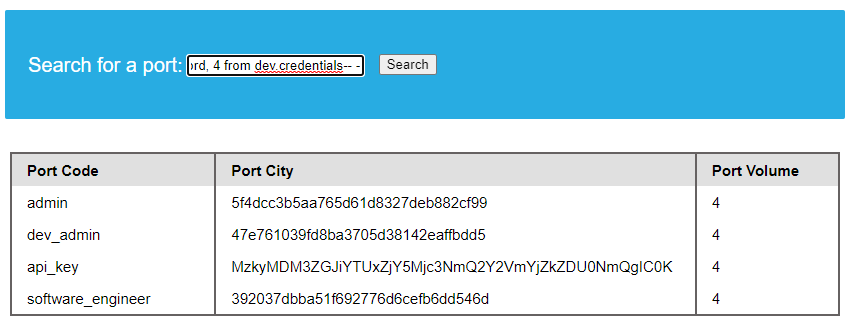 Search for a port: ord, 4 from dev.credentials-- - Search
Port Code Port City Port Volume
admin 5f4dcc3b5aa765d61d8327deb882cf99 4
dev_admin 47e761039fd8ba3705d38142eaffbdd5 4
api_key MzkyMDM3ZGJiYTUxZjY5Mjc3NmQ2Y2VmYjZkZDU0NmQgIC0K 4
software_engineer 392037dbba51f692776d6cefb6dd546d 4